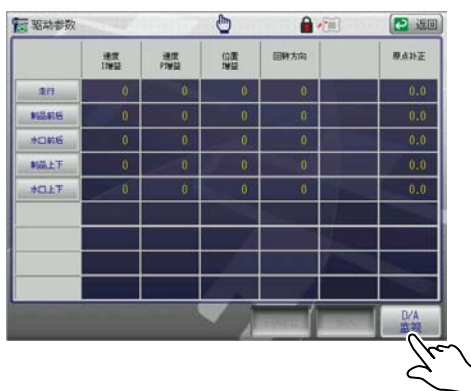 驱动参数
返回
速度 速度 位置 回转方向 原点补正
I增益 P增益 增益
走行 0 0 0 0 0.0
制品前后 0 0 0 0 0.0
水口前后 0 0 0 0 0.0
制品上下 0 0 0 0 0.0
水口上下 0 0 0 0 0.0
D/A
监视